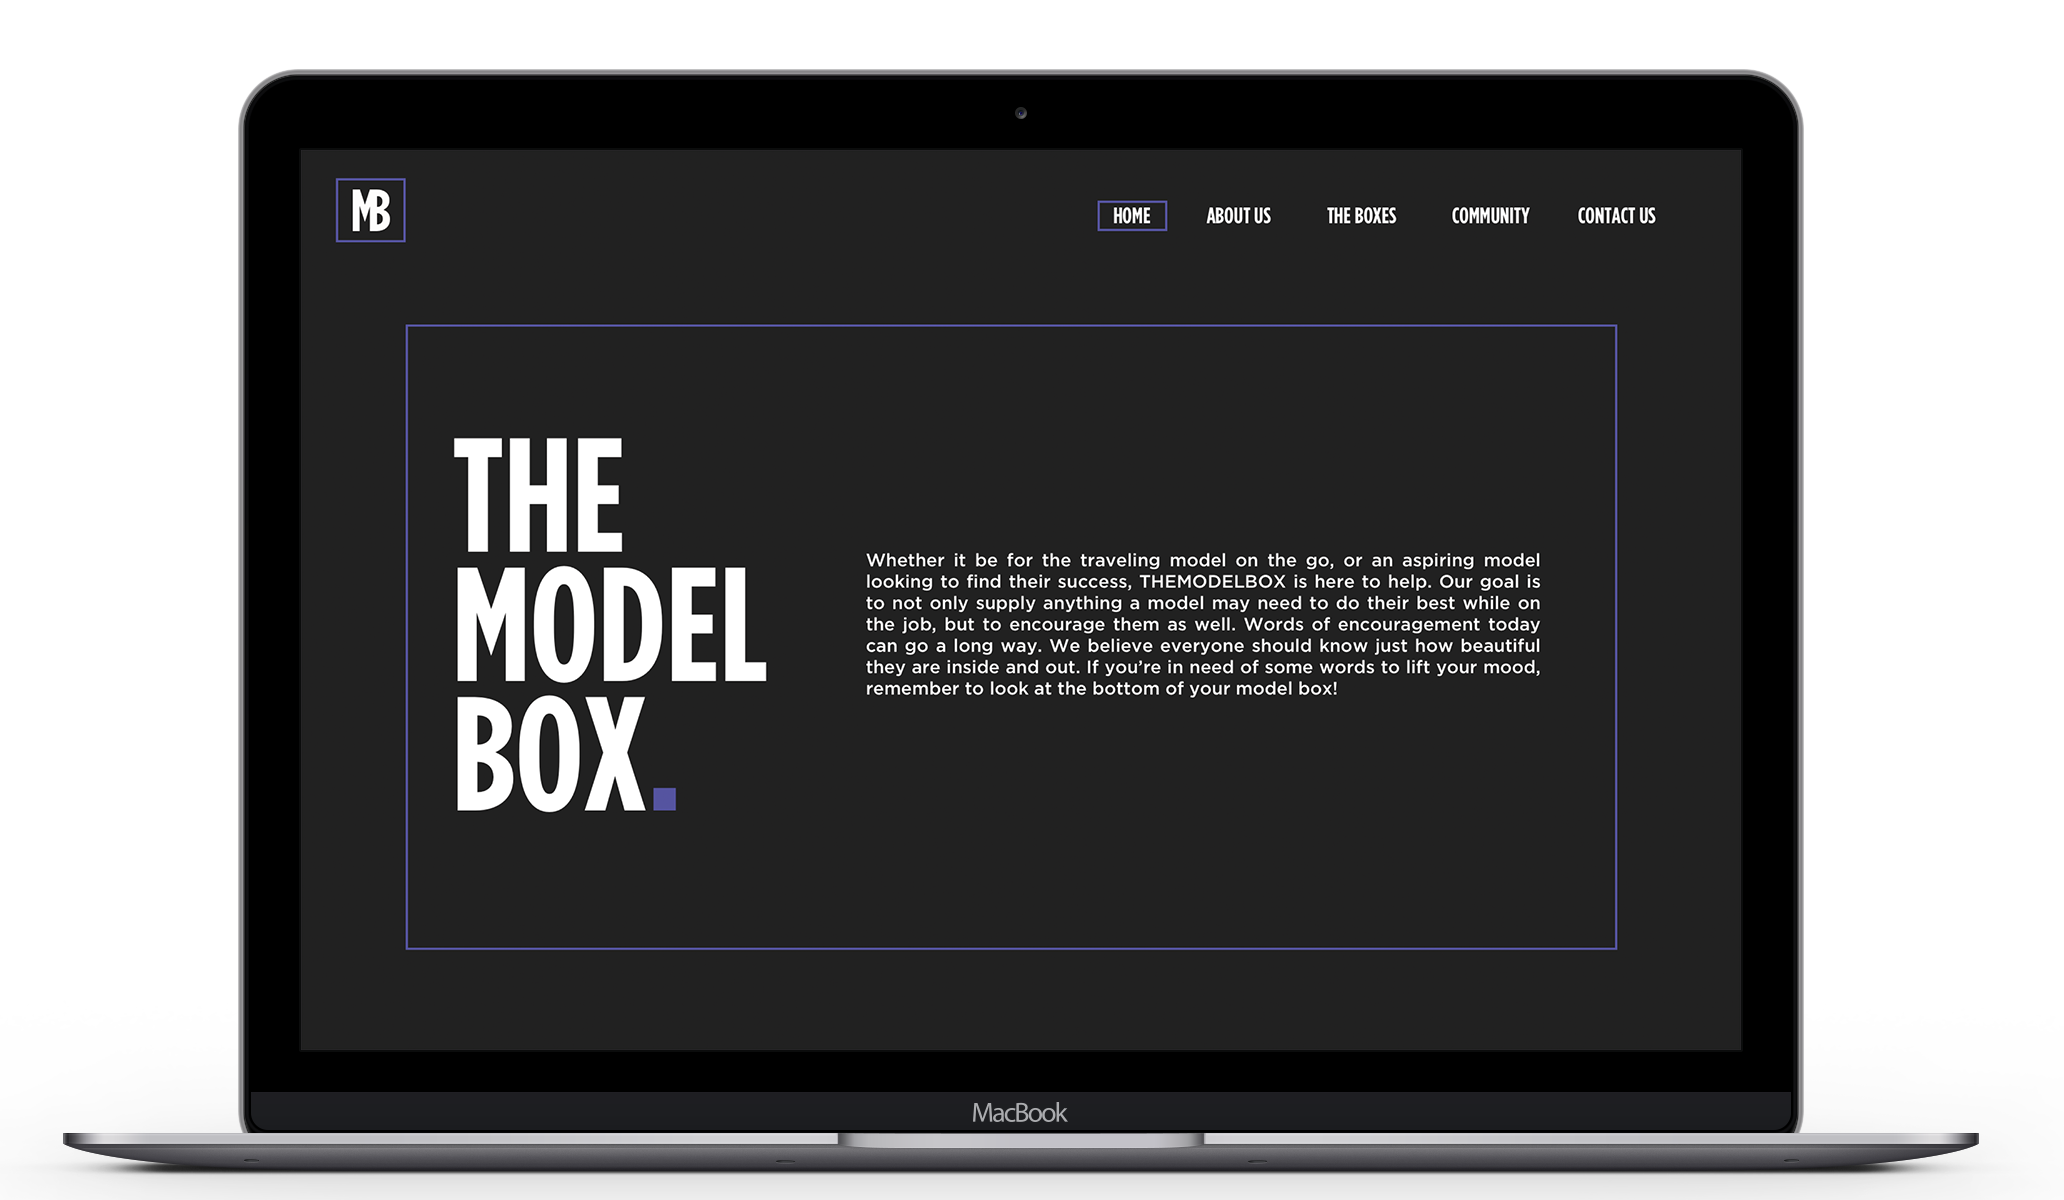 MB
HOME ABOUT US THE BOXES COMMUNITY CONTACT US
THE
MODEL
BOX.
Whether it be for the traveling model on the go, or an aspiring model
looking to find their success, THEMODELBOX is here to help. Our goal is
to not only supply anything a model may need to do their best while on
the job, but to encourage them as well. Words of encouragement today
can go a long way. We believe everyone should know just how beautiful
they are inside and out. If you’re in need of some words to lift your mood,
remember to look at the bottom of your model box!
MacBook